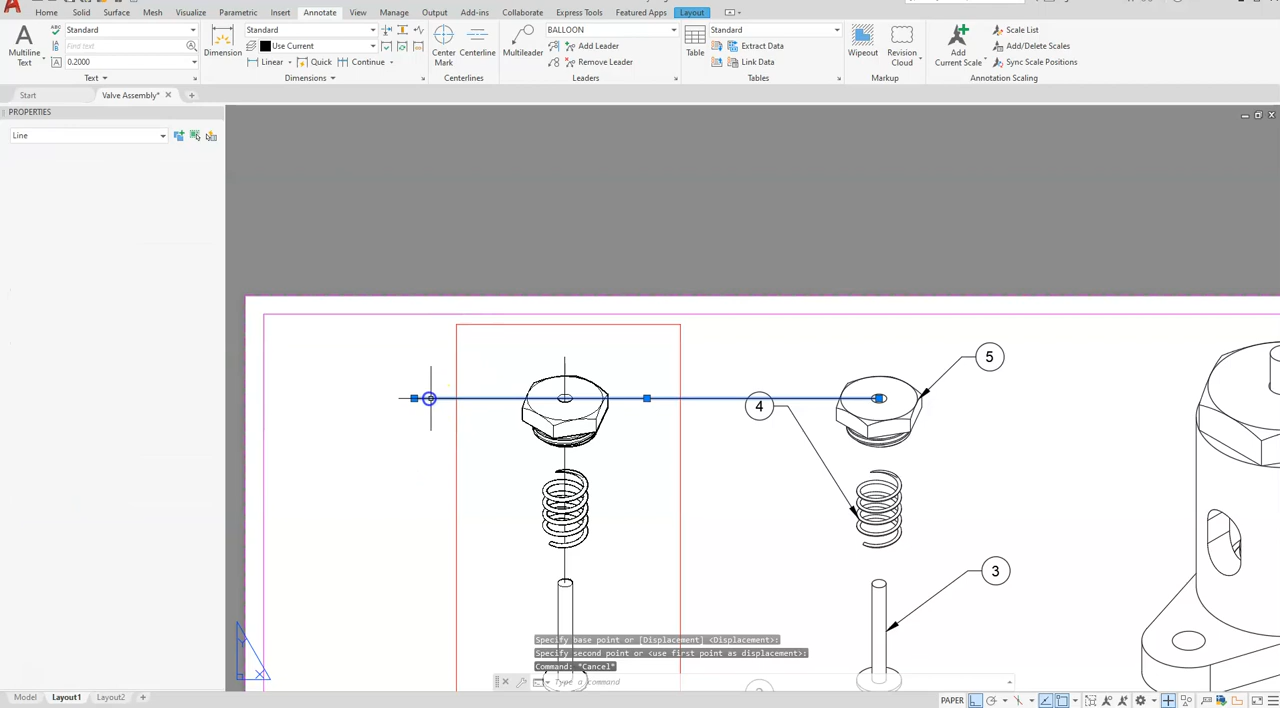 Home Solid Surface Mesh Visualize Parametric Insert Annotate View Manage Output Add-ins Collaborate Express Tools Featured Apps Layout
Multiline
Text
Standard
Find text
0.2000
Text
Dimension
Standard
Use Current
Linear Quick Continue
Dimensions
Center
Mark
Centerline
Centerlines
Multileader
BALLOON
Add Leader
Remove Leader
Leaders
Table
Standard
Extract Data
Link Data
Tables
Wipeout
Revision
Cloud
Markup
Add
Current Scale
Scale List
Add/Delete Scales
Sync Scale Positions
Annotation Scaling
Start Valve Assembly*
PROPERTIES
Line
5
4
3
Specify base point or [Displacement] <Displacement>:
Specify second point or <use first point as displacement>:
Command: *Cancel*
Type a command
Y
X
Model Layout1 Layout2
PAPER